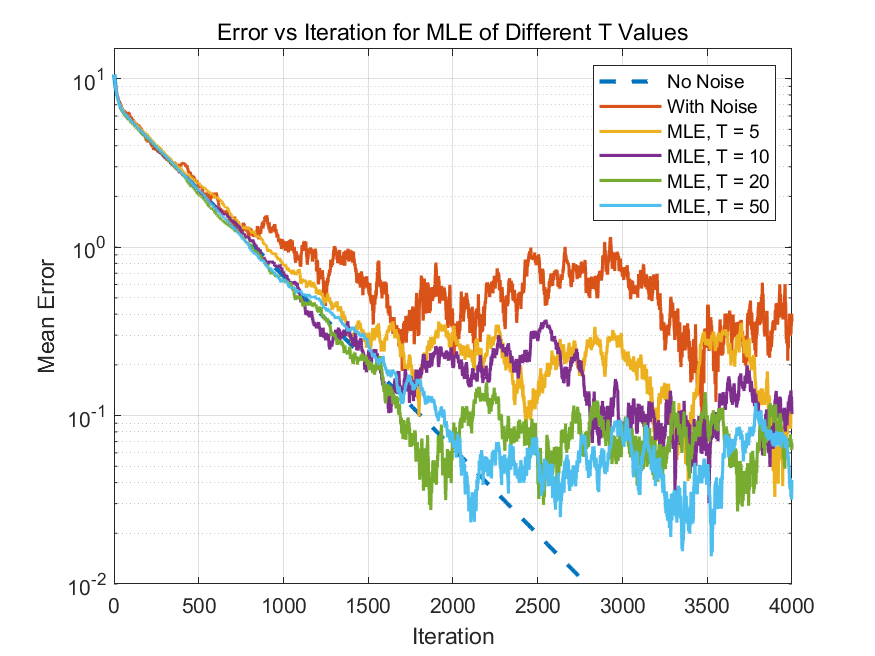 Error vs Iteration for MLE of Different T Values
No Noise
With Noise
MLE, T = 5
MLE, T = 10
MLE, T = 20
MLE, T = 50
10^1
10^0
10^-1
10^-2
Mean Error
0 500 1000 1500 2000 2500 3000 3500 4000
Iteration